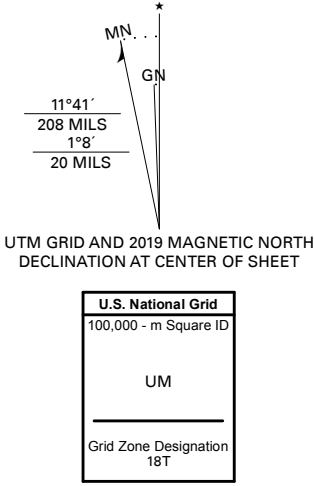 ★
MN
GN
11°41´
208 MILS
1°8´
20 MILS
UTM GRID AND 2019 MAGNETIC NORTH
DECLINATION AT CENTER OF SHEET
U.S. National Grid
100,000 - m Square ID
UM
Grid Zone Designation
18T